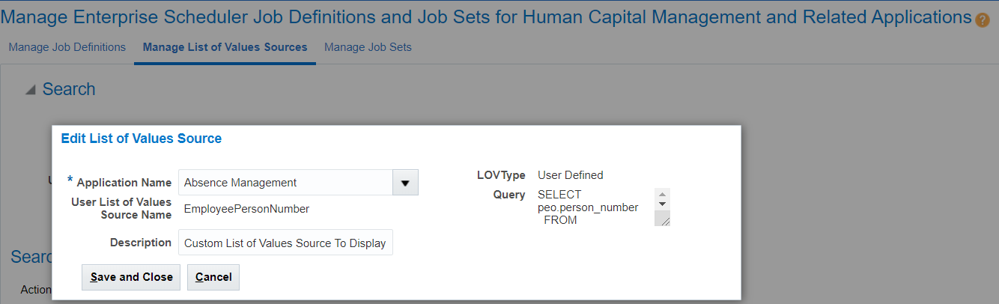 Manage Enterprise Scheduler Job Definitions and Job Sets for Human Capital Management and Related Applications ?
Manage Job Definitions Manage List of Values Sources Manage Job Sets
Search
Edit List of Values Source
* Application Name Absence Management
User List of Values
Source Name EmployeePersonNumber
Description Custom List of Values Source To Display
LOVType User Defined
Query SELECT
peo.person_number
FROM
Save and Close Cancel
Searc
Action